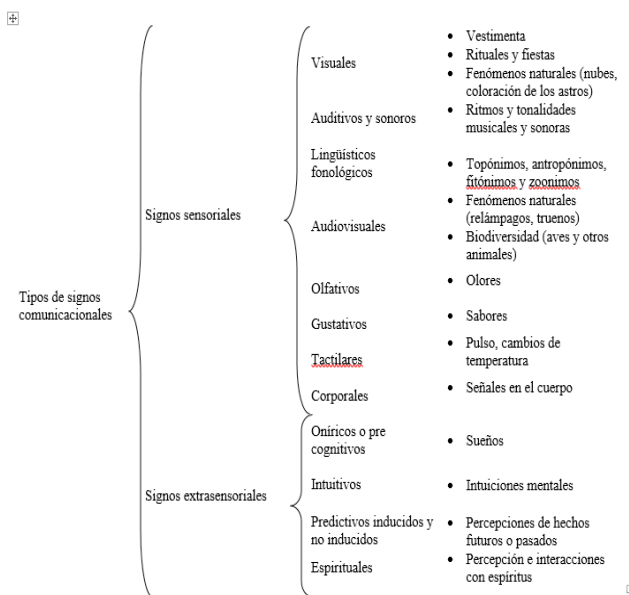 Tipos de signos
comunicacionales
Signos sensoriales
Visuales
• Vestimenta
• Rituales y fiestas
• Fenómenos naturales (nubes,
coloración de los astros)
Auditivos y sonoros
• Ritmos y tonalidades
musicales y sonoras
Lingüísticos
fonológicos
• Topónimos, antropónimos,
fitónimos y zoonimos
Audiovisuales
• Fenómenos naturales
(relámpagos, truenos)
• Biodiversidad (aves y otros
animales)
Olfativos
• Olores
Gustativos
• Sabores
Tactilares
• Pulso, cambios de
temperatura
Corporales
• Señales en el cuerpo
Signos extrasensoriales
Oníricos o pre
cognitivos
• Sueños
Intuitivos
• Intuiciones mentales
Predictivos inducidos y
no inducidos
• Percepciones de hechos
futuros o pasados
Espirituales
• Percepción e interacciones
con espíritus